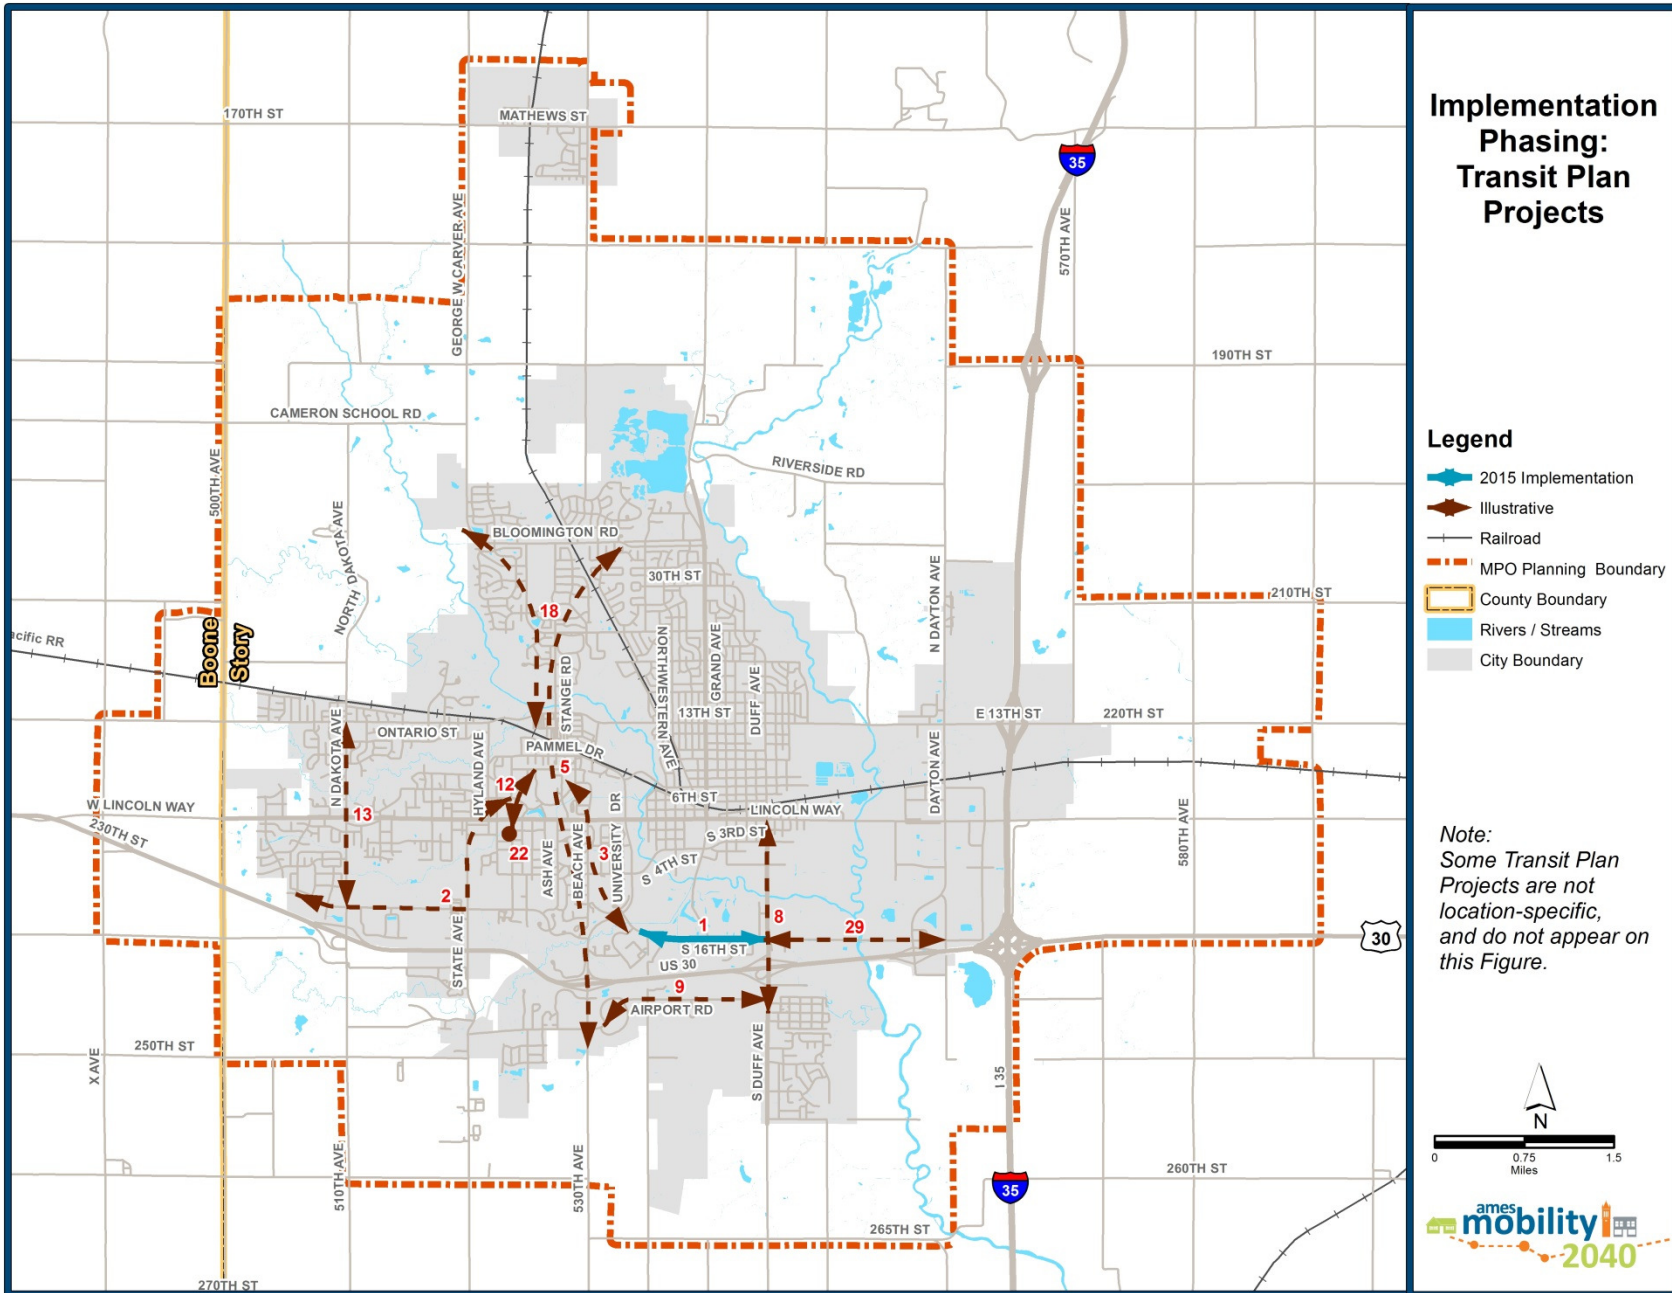 Implementation
Phasing:
Transit Plan
Projects
Legend
2015 Implementation
Illustrative
Railroad
MPO Planning Boundary
County Boundary
Rivers / Streams
City Boundary
Note:
Some Transit Plan
Projects are not
location-specific,
and do not appear on
this Figure.
N
0 0.75 1.5
Miles
ames
mobility
2040
170TH ST
MATHEWS ST
35
570TH AVE
GEORGE W CARVER AVE
190TH ST
CAMERON SCHOOL RD
RIVERSIDE RD
500TH AVE
NORTH DAKOTA AVE
BLOOMINGTON RD
30TH ST
N DAYTON AVE
210TH ST
18
acific RR
Boone
Story
NORTHWESTERN AVE
GRAND AVE
STANGE RD
DUFF AVE
13TH ST
E 13TH ST
220TH ST
N DAKOTA AVE
ONTARIO ST
HYLAND AVE
PAMMEL DR
5
12
6TH ST
LINCOLN WAY
DAYTON AVE
W LINCOLN WAY
230TH ST
13
22
ASH AVE
BEACH AVE
3
UNIVERSITY DR
S 3RD ST
S 4TH ST
580TH AVE
2
STATE AVE
1
S 16TH ST
8
29
30
US 30
9
AIRPORT RD
S DUFF AVE
250TH ST
X AVE
I 35
510TH AVE
530TH AVE
260TH ST
35
265TH ST
270TH ST